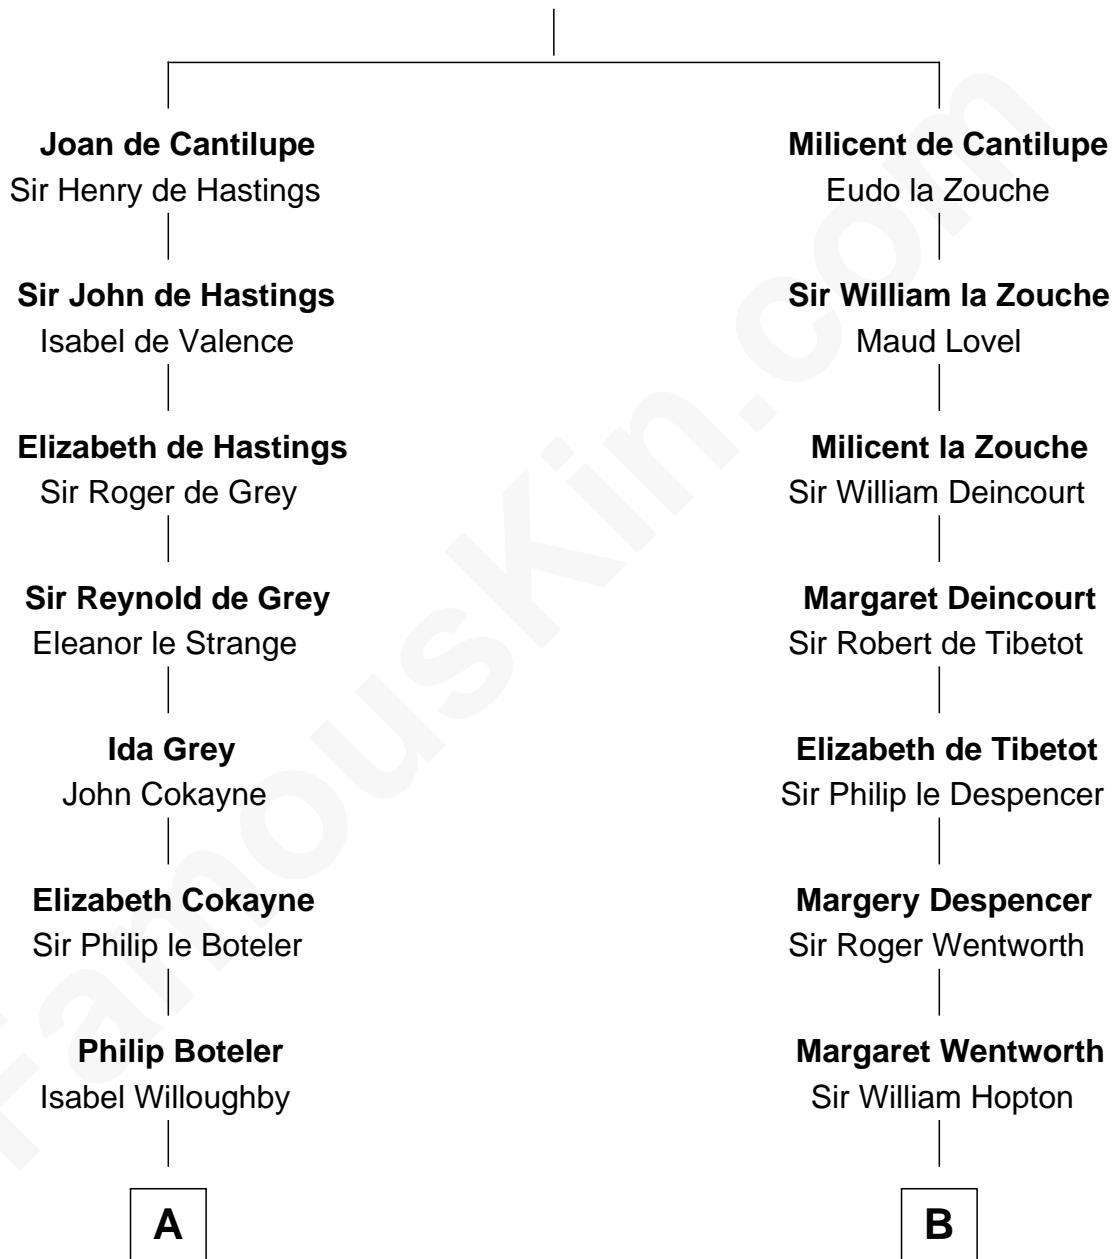 Joan de Cantilupe
Sir Henry de Hastings
Sir John de Hastings
Isabel de Valence
Elizabeth de Hastings
Sir Roger de Grey
Sir Reynold de Grey
Eleanor le Strange
Ida Grey
John Cokayne
Elizabeth Cokayne
Sir Philip le Boteler
Philip Boteler
Isabel Willoughby
A
Milicent de Cantilupe
Eudo la Zouche
Sir William la Zouche
Maud Lovel
Milicent la Zouche
Sir William Deincourt
Margaret Deincourt
Sir Robert de Tibetot
Elizabeth de Tibetot
Sir Philip le Despencer
Margery Despencer
Sir Roger Wentworth
Margaret Wentworth
Sir William Hopton
B
FamousKin.com